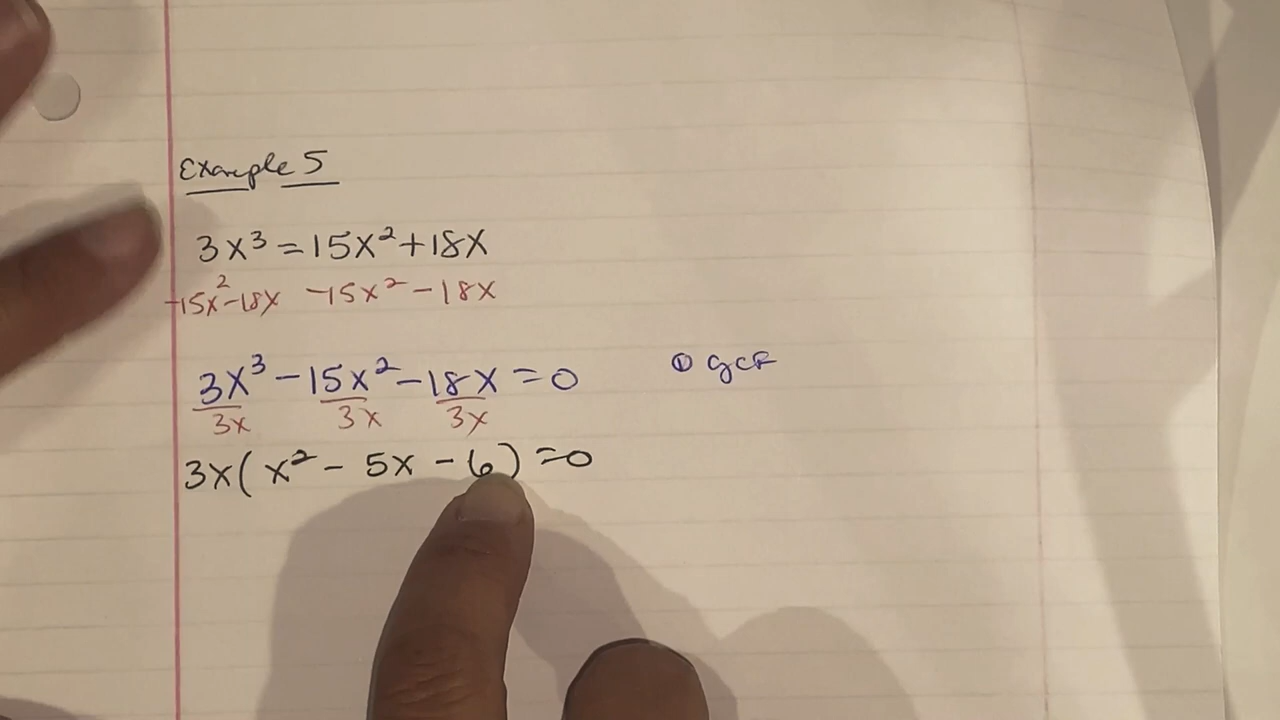 Example 5
3x³ = 15x² + 18x
-15x² - 18x -15x² - 18x
3x³ - 15x² - 18x = 0 ① GCF
3x 3x 3x
3x( x² - 5x - 6) = 0